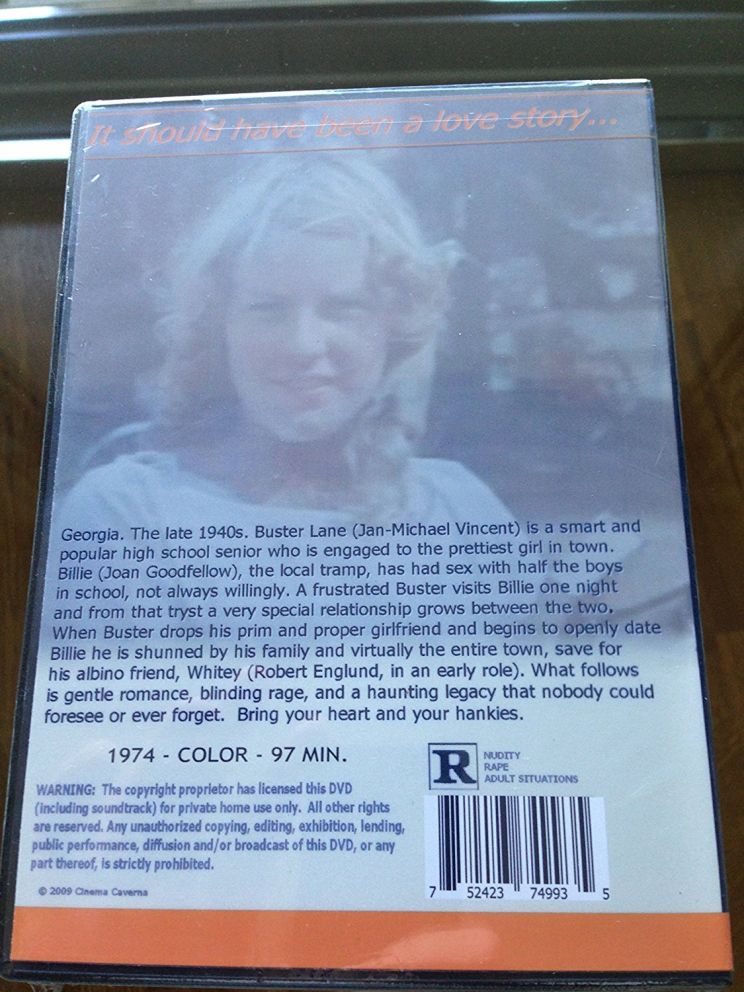 It should have been a love story...
Georgia. The late 1940s. Buster Lane (Jan-Michael Vincent) is a smart and
popular high school senior who is engaged to the prettiest girl in town.
Billie (Joan Goodfellow), the local tramp, has had sex with half the boys
in school, not always willingly. A frustrated Buster visits Billie one night
and from that tryst a very special relationship grows between the two.
When Buster drops his prim and proper girlfriend and begins to openly date
Billie he is shunned by his family and virtually the entire town, save for
his albino friend, Whitey (Robert Englund, in an early role). What follows
is gentle romance, blinding rage, and a haunting legacy that nobody could
foresee or ever forget. Bring your heart and your hankies.
1974 - COLOR - 97 MIN.
R
NUDITY
RAPE
ADULT SITUATIONS
WARNING: The copyright proprietor has licensed this DVD
(including soundtrack) for private home use only. All other rights
are reserved. Any unauthorized copying, editing, exhibition, lending,
public performance, diffusion and/or broadcast of this DVD, or any
part thereof, is strictly prohibited.
© 2009 Cinema Caverna
7 52423 74993 5